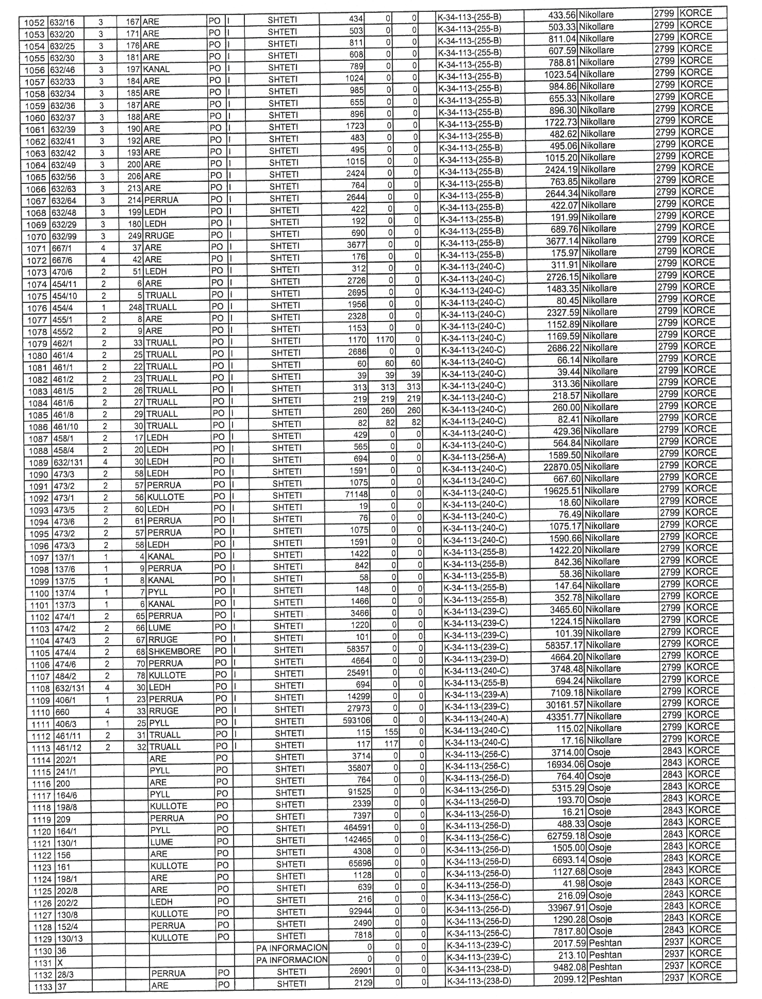 1052 632/16 3 167 ARE PO I SHTETI 434 0 0 K-34-113-(255-B) 433.56 Nikollare 2799 KORCE
1053 632/20 3 171 ARE PO I SHTETI 503 0 0 K-34-113-(255-B) 503.33 Nikollare 2799 KORCE
1054 632/25 3 176 ARE PO I SHTETI 811 0 0 K-34-113-(255-B) 811.04 Nikollare 2799 KORCE
1055 632/30 3 181 ARE PO I SHTETI 608 0 0 K-34-113-(255-B) 607.59 Nikollare 2799 KORCE
1056 632/46 3 197 KANAL PO I SHTETI 789 0 0 K-34-113-(255-B) 788.81 Nikollare 2799 KORCE
1057 632/33 3 184 ARE PO I SHTETI 1024 0 0 K-34-113-(255-B) 1023.54 Nikollare 2799 KORCE
1058 632/34 3 185 ARE PO I SHTETI 985 0 0 K-34-113-(255-B) 984.86 Nikollare 2799 KORCE
1059 632/36 3 187 ARE PO I SHTETI 655 0 0 K-34-113-(255-B) 655.33 Nikollare 2799 KORCE
1060 632/37 3 188 ARE PO I SHTETI 896 0 0 K-34-113-(255-B) 896.30 Nikollare 2799 KORCE
1061 632/39 3 190 ARE PO I SHTETI 1723 0 0 K-34-113-(255-B) 1722.73 Nikollare 2799 KORCE
1062 632/41 3 192 ARE PO I SHTETI 483 0 0 K-34-113-(255-B) 482.62 Nikollare 2799 KORCE
1063 632/42 3 193 ARE PO I SHTETI 495 0 0 K-34-113-(255-B) 495.06 Nikollare 2799 KORCE
1064 632/49 3 200 ARE PO I SHTETI 1015 0 0 K-34-113-(255-B) 1015.20 Nikollare 2799 KORCE
1065 632/56 3 206 ARE PO I SHTETI 2424 0 0 K-34-113-(255-B) 2424.19 Nikollare 2799 KORCE
1066 632/63 3 213 ARE PO I SHTETI 764 0 0 K-34-113-(255-B) 763.85 Nikollare 2799 KORCE
1067 632/64 3 214 PERRUA PO I SHTETI 2644 0 0 K-34-113-(255-B) 2644.34 Nikollare 2799 KORCE
1068 632/48 3 199 LEDH PO I SHTETI 422 0 0 K-34-113-(255-B) 422.07 Nikollare 2799 KORCE
1069 632/29 3 180 LEDH PO I SHTETI 192 0 0 K-34-113-(255-B) 191.99 Nikollare 2799 KORCE
1070 632/99 3 249 RRUGE PO I SHTETI 690 0 0 K-34-113-(255-B) 689.76 Nikollare 2799 KORCE
1071 667/1 4 37 ARE PO I SHTETI 3677 0 0 K-34-113-(255-B) 3677.14 Nikollare 2799 KORCE
1072 667/6 4 42 ARE PO I SHTETI 176 0 0 K-34-113-(255-B) 175.97 Nikollare 2799 KORCE
1073 470/6 2 51 LEDH PO I SHTETI 312 0 0 K-34-113-(240-C) 311.91 Nikollare 2799 KORCE
1074 454/11 2 6 ARE PO I SHTETI 2726 0 0 K-34-113-(240-C) 2726.15 Nikollare 2799 KORCE
1075 454/10 2 5 TRUALL PO I SHTETI 2695 0 0 K-34-113-(240-C) 1483.35 Nikollare 2799 KORCE
1076 454/4 1 248 TRUALL PO I SHTETI 1956 0 0 K-34-113-(240-C) 80.45 Nikollare 2799 KORCE
1077 455/1 2 8 ARE PO I SHTETI 2328 0 0 K-34-113-(240-C) 2327.59 Nikollare 2799 KORCE
1078 455/2 2 9 ARE PO I SHTETI 1153 0 0 K-34-113-(240-C) 1152.89 Nikollare 2799 KORCE
1079 462/1 2 33 TRUALL PO I SHTETI 1170 1170 0 K-34-113-(240-C) 1169.59 Nikollare 2799 KORCE
1080 461/4 2 25 TRUALL PO I SHTETI 2686 0 0 K-34-113-(240-C) 2686.22 Nikollare 2799 KORCE
1081 461/1 2 22 TRUALL PO I SHTETI 60 60 60 K-34-113-(240-C) 66.14 Nikollare 2799 KORCE
1082 461/2 2 23 TRUALL PO I SHTETI 39 39 39 K-34-113-(240-C) 39.44 Nikollare 2799 KORCE
1083 461/5 2 26 TRUALL PO I SHTETI 313 313 313 K-34-113-(240-C) 313.36 Nikollare 2799 KORCE
1084 461/6 2 27 TRUALL PO I SHTETI 219 219 219 K-34-113-(240-C) 218.57 Nikollare 2799 KORCE
1085 461/8 2 29 TRUALL PO I SHTETI 260 260 260 K-34-113-(240-C) 260.00 Nikollare 2799 KORCE
1086 461/10 2 30 TRUALL PO I SHTETI 82 82 82 K-34-113-(240-C) 82.41 Nikollare 2799 KORCE
1087 458/1 2 17 LEDH PO I SHTETI 429 0 0 K-34-113-(240-C) 429.36 Nikollare 2799 KORCE
1088 458/4 2 20 LEDH PO I SHTETI 565 0 0 K-34-113-(240-C) 564.84 Nikollare 2799 KORCE
1089 632/131 4 30 LEDH PO I SHTETI 694 0 0 K-34-113-(256-A) 1589.50 Nikollare 2799 KORCE
1090 473/3 2 58 LEDH PO I SHTETI 1591 0 0 K-34-113-(240-C) 22870.05 Nikollare 2799 KORCE
1091 473/2 2 57 PERRUA PO I SHTETI 1075 0 0 K-34-113-(240-C) 667.60 Nikollare 2799 KORCE
1092 473/1 2 56 KULLOTE PO I SHTETI 71148 0 0 K-34-113-(240-C) 19625.51 Nikollare 2799 KORCE
1093 473/5 2 60 LEDH PO I SHTETI 19 0 0 K-34-113-(240-C) 18.60 Nikollare 2799 KORCE
1094 473/6 2 61 PERRUA PO I SHTETI 76 0 0 K-34-113-(240-C) 76.49 Nikollare 2799 KORCE
1095 473/2 2 57 PERRUA PO I SHTETI 1075 0 0 K-34-113-(240-C) 1075.17 Nikollare 2799 KORCE
1096 473/3 2 58 LEDH PO I SHTETI 1591 0 0 K-34-113-(240-C) 1590.66 Nikollare 2799 KORCE
1097 137/1 1 4 KANAL PO I SHTETI 1422 0 0 K-34-113-(255-B) 1422.20 Nikollare 2799 KORCE
1098 137/6 1 9 PERRUA PO I SHTETI 842 0 0 K-34-113-(255-B) 842.36 Nikollare 2799 KORCE
1099 137/5 1 8 KANAL PO I SHTETI 58 0 0 K-34-113-(255-B) 58.36 Nikollare 2799 KORCE
1100 137/4 1 7 PYLL PO I SHTETI 148 0 0 K-34-113-(255-B) 147.64 Nikollare 2799 KORCE
1101 137/3 1 6 KANAL PO I SHTETI 1466 0 0 K-34-113-(255-B) 352.78 Nikollare 2799 KORCE
1102 474/1 2 65 PERRUA PO I SHTETI 3466 0 0 K-34-113-(239-C) 3465.60 Nikollare 2799 KORCE
1103 474/2 2 66 LUME PO I SHTETI 1220 0 0 K-34-113-(239-C) 1224.15 Nikollare 2799 KORCE
1104 474/3 2 67 RRUGE PO I SHTETI 101 0 0 K-34-113-(239-C) 101.39 Nikollare 2799 KORCE
1105 474/4 2 68 SHKEMBORE PO I SHTETI 58357 0 0 K-34-113-(239-C) 58357.17 Nikollare 2799 KORCE
1106 474/6 2 70 PERRUA PO I SHTETI 4664 0 0 K-34-113-(239-D) 4664.20 Nikollare 2799 KORCE
1107 484/2 2 78 KULLOTE PO I SHTETI 25491 0 0 K-34-113-(240-C) 3748.48 Nikollare 2799 KORCE
1108 632/131 4 30 LEDH PO I SHTETI 694 0 0 K-34-113-(255-B) 694.24 Nikollare 2799 KORCE
1109 406/1 1 23 PERRUA PO I SHTETI 14299 0 0 K-34-113-(239-A) 7109.18 Nikollare 2799 KORCE
1110 660 4 33 RRUGE PO I SHTETI 27973 0 0 K-34-113-(239-C) 30161.57 Nikollare 2799 KORCE
1111 406/3 1 25 PYLL PO I SHTETI 593106 0 0 K-34-113-(240-A) 43351.77 Nikollare 2799 KORCE
1112 461/11 2 31 TRUALL PO I SHTETI 115 155 0 K-34-113-(240-C) 115.02 Nikollare 2799 KORCE
1113 461/12 2 32 TRUALL PO I SHTETI 117 117 0 K-34-113-(240-C) 17.16 Nikollare 2799 KORCE
1114 202/1 ARE PO SHTETI 3714 0 0 K-34-113-(256-C) 3714.00 Osoje 2843 KORCE
1115 241/1 PYLL PO SHTETI 35807 0 0 K-34-113-(256-C) 16934.06 Osoje 2843 KORCE
1116 200 ARE PO SHTETI 764 0 0 K-34-113-(256-D) 764.40 Osoje 2843 KORCE
1117 164/6 PYLL PO SHTETI 91525 0 0 K-34-113-(256-D) 5315.29 Osoje 2843 KORCE
1118 198/8 KULLOTE PO SHTETI 2339 0 0 K-34-113-(256-D) 193.70 Osoje 2843 KORCE
1119 209 PERRUA PO SHTETI 7397 0 0 K-34-113-(256-D) 16.21 Osoje 2843 KORCE
1120 164/1 PYLL PO SHTETI 464591 0 0 K-34-113-(256-D) 488.33 Osoje 2843 KORCE
1121 130/1 LUME PO SHTETI 142465 0 0 K-34-113-(256-C) 62759.18 Osoje 2843 KORCE
1122 156 ARE PO SHTETI 4308 0 0 K-34-113-(256-D) 1505.00 Osoje 2843 KORCE
1123 161 KULLOTE PO SHTETI 65696 0 0 K-34-113-(256-D) 6693.14 Osoje 2843 KORCE
1124 198/1 ARE PO SHTETI 1128 0 0 K-34-113-(256-D) 1127.68 Osoje 2843 KORCE
1125 202/8 ARE PO SHTETI 639 0 0 K-34-113-(256-D) 41.98 Osoje 2843 KORCE
1126 202/2 LEDH PO SHTETI 216 0 0 K-34-113-(256-C) 216.09 Osoje 2843 KORCE
1127 130/8 KULLOTE PO SHTETI 92944 0 0 K-34-113-(256-D) 33967.91 Osoje 2843 KORCE
1128 152/4 PERRUA PO SHTETI 2490 0 0 K-34-113-(256-D) 1290.28 Osoje 2843 KORCE
1129 130/13 KULLOTE PO SHTETI 7818 0 0 K-34-113-(256-C) 7817.80 Osoje 2843 KORCE
1130 36 PA INFORMACION 0 0 0 K-34-113-(239-C) 2017.59 Peshtan 2937 KORCE
1131 X PA INFORMACION 0 0 0 K-34-113-(239-C) 213.10 Peshtan 2937 KORCE
1132 28/3 PERRUA PO SHTETI 26901 0 0 K-34-113-(238-D) 9482.08 Peshtan 2937 KORCE
1133 37 ARE PO SHTETI 2129 0 0 K-34-113-(238-D) 2099.12 Peshtan 2937 KORCE